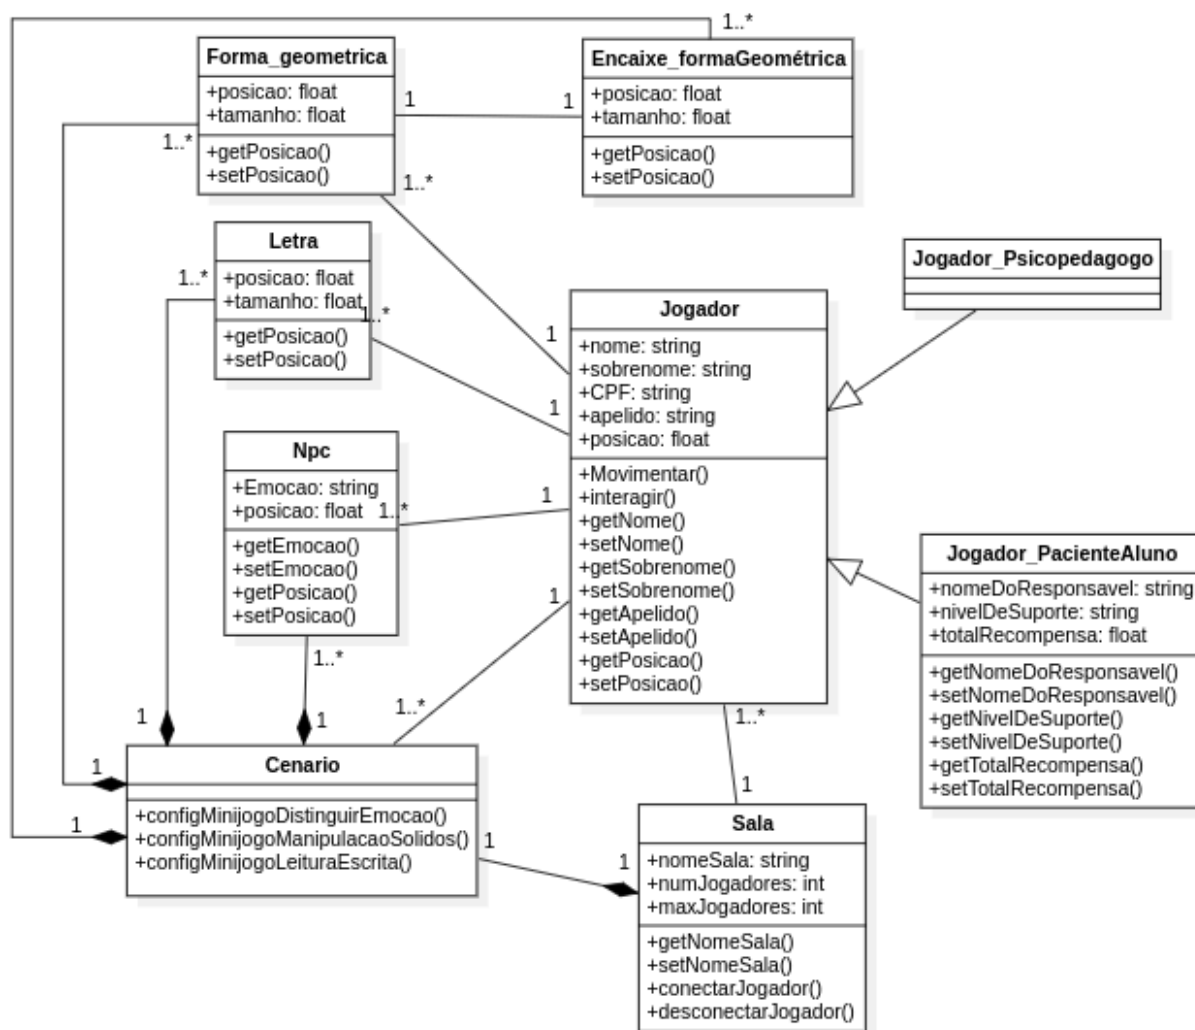 1..*
Forma_geometrica
+posicao: float
+tamanho: float
+getPosicao()
+setPosicao()
1
1
Encaixe_formaGeométrica
+posicao: float
+tamanho: float
+getPosicao()
+setPosicao()
1..*
1..*
Letra
+posicao: float
+tamanho: float
+getPosicao()
+setPosicao()
1..*
1..*
Jogador_Psicopedagogo
Jogador
+nome: string
+sobrenome: string
+CPF: string
+apelido: string
+posicao: float
+Movimentar()
+interagir()
+getNome()
+setNome()
+getSobrenome()
+setSobrenome()
+getApelido()
+setApelido()
+getPosicao()
+setPosicao()
1
1
1
1
Npc
+Emocao: string
+posicao: float
+getEmocao()
+setEmocao()
+getPosicao()
+setPosicao()
1..*
1..*
1..*
Jogador_PacienteAluno
+nomeDoResponsavel: string
+nivelDeSuporte: string
+totalRecompensa: float
+getNomeDoResponsavel()
+setNomeDoResponsavel()
+getNivelDeSuporte()
+setNivelDeSuporte()
+getTotalRecompensa()
+setTotalRecompensa()
1
1
1
1
Cenario
+configMinijogoDistinguirEmocao()
+configMinijogoManipulacaoSolidos()
+configMinijogoLeituraEscrita()
1..*
1
1
1
Sala
+nomeSala: string
+numJogadores: int
+maxJogadores: int
+getNomeSala()
+setNomeSala()
+conectarJogador()
+desconectarJogador()